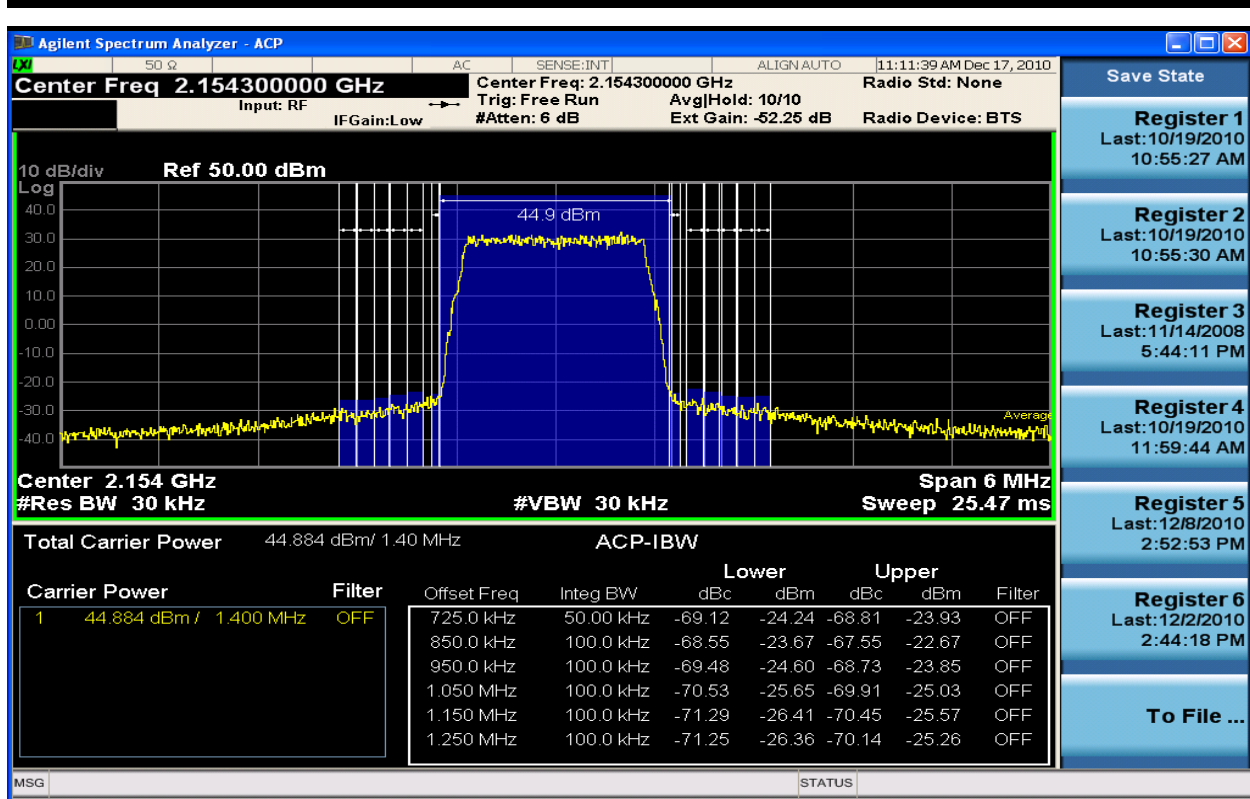 Agilent Spectrum Analyzer - ACP
LXI 50 Ω AC SENSE:INT ALIGN AUTO 11:11:39 AM Dec 17, 2010
Center Freq 2.154300000 GHz
Input: RF
IFGain:Low
Center Freq: 2.154300000 GHz
Trig: Free Run
#Atten: 6 dB
Avg|Hold: 10/10
Ext Gain: -52.25 dB
Radio Std: None
Radio Device: BTS
10 dB/div Ref 50.00 dBm
Log
40.0
30.0
20.0
10.0
0.00
-10.0
-20.0
-30.0
-40.0
44.9 dBm
Average
Center 2.154 GHz Span 6 MHz
#Res BW 30 kHz #VBW 30 kHz Sweep 25.47 ms
Total Carrier Power 44.884 dBm/ 1.40 MHz ACP-IBW
Lower Upper
Carrier Power Filter
1 44.884 dBm / 1.400 MHz OFF
Offset Freq Integ BW dBc dBm dBc dBm Filter
725.0 kHz 50.00 kHz -69.12 -24.24 -68.81 -23.93 OFF
850.0 kHz 100.0 kHz -68.55 -23.67 -67.55 -22.67 OFF
950.0 kHz 100.0 kHz -69.48 -24.60 -68.73 -23.85 OFF
1.050 MHz 100.0 kHz -70.53 -25.65 -69.91 -25.03 OFF
1.150 MHz 100.0 kHz -71.29 -26.41 -70.45 -25.57 OFF
1.250 MHz 100.0 kHz -71.25 -26.36 -70.14 -25.26 OFF
MSG STATUS
Save State
Register 1
Last:10/19/2010
10:55:27 AM
Register 2
Last:10/19/2010
10:55:30 AM
Register 3
Last:11/14/2008
5:44:11 PM
Register 4
Last:10/19/2010
11:59:44 AM
Register 5
Last:12/8/2010
2:52:53 PM
Register 6
Last:12/2/2010
2:44:18 PM
To File ...